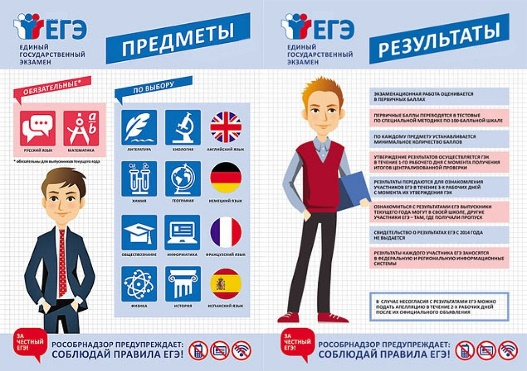 ЕГЭ
ЕДИНЫЙ
ГОСУДАРСТВЕННЫЙ
ЭКЗАМЕН
ПРЕДМЕТЫ
ОБЯЗАТЕЛЬНЫЕ*
РУССКИЙ ЯЗЫК
a/b
МАТЕМАТИКА
* обязательны для выпускников текущего года
ПО ВЫБОРУ
ЛИТЕРАТУРА
БИОЛОГИЯ
АНГЛИЙСКИЙ ЯЗЫК
ХИМИЯ
ГЕОГРАФИЯ
НЕМЕЦКИЙ ЯЗЫК
ОБЩЕСТВОЗНАНИЕ
ИНФОРМАТИКА
ФРАНЦУЗСКИЙ ЯЗЫК
ФИЗИКА
ИСТОРИЯ
ИСПАНСКИЙ ЯЗЫК
ЗА
ЧЕСТНЫЙ
ЕГЭ!
РОСОБРНАДЗОР ПРЕДУПРЕЖДАЕТ:
СОБЛЮДАЙ ПРАВИЛА ЕГЭ!
ЕГЭ
ЕДИНЫЙ
ГОСУДАРСТВЕННЫЙ
ЭКЗАМЕН
РЕЗУЛЬТАТЫ
ЭКЗАМЕНАЦИОННАЯ РАБОТА ОЦЕНИВАЕТСЯ
В ПЕРВИЧНЫХ БАЛЛАХ
ПЕРВИЧНЫЕ БАЛЛЫ ПЕРЕВОДЯТСЯ В ТЕСТОВЫЕ
ПО СПЕЦИАЛЬНОЙ МЕТОДИКЕ ПО 100-БАЛЛЬНОЙ ШКАЛЕ
ПО КАЖДОМУ ПРЕДМЕТУ УСТАНАВЛИВАЕТСЯ
МИНИМАЛЬНОЕ КОЛИЧЕСТВО БАЛЛОВ
УТВЕРЖДЕНИЕ РЕЗУЛЬТАТОВ ОСУЩЕСТВЛЯЕТСЯ ГЭК
В ТЕЧЕНИЕ 1-ГО РАБОЧЕГО ДНЯ С МОМЕНТА ПОЛУЧЕНИЯ
ИТОГОВ ЦЕНТРАЛИЗОВАННОЙ ПРОВЕРКИ
РЕЗУЛЬТАТЫ ПЕРЕДАЮТСЯ ДЛЯ ОЗНАКОМЛЕНИЯ
УЧАСТНИКОВ ЕГЭ В ТЕЧЕНИЕ 3-Х РАБОЧИХ ДНЕЙ
С МОМЕНТА ИХ УТВЕРЖДЕНИЯ ГЭК
ОЗНАКОМИТЬСЯ С РЕЗУЛЬТАТАМИ ЕГЭ ВЫПУСКНИКИ
ТЕКУЩЕГО ГОДА МОГУТ В СВОЕЙ ШКОЛЕ, ДРУГИЕ
УЧАСТНИКИ ЕГЭ – ТАМ, ГДЕ ПОЛУЧАЛИ ПРОПУСК
СВИДЕТЕЛЬСТВО О РЕЗУЛЬТАТАХ ЕГЭ С 2014 ГОДА
НЕ ВЫДАЕТСЯ
РЕЗУЛЬТАТЫ КАЖДОГО УЧАСТНИКА ЕГЭ ЗАНОСЯТСЯ
В ФЕДЕРАЛЬНУЮ И РЕГИОНАЛЬНУЮ ИНФОРМАЦИОННЫЕ
СИСТЕМЫ
В СЛУЧАЕ НЕСОГЛАСИЯ С РЕЗУЛЬТАТАМИ ЕГЭ МОЖНО
ПОДАТЬ АПЕЛЛЯЦИЮ В ТЕЧЕНИЕ 2-Х РАБОЧИХ ДНЕЙ
ПОСЛЕ ИХ ОФИЦИАЛЬНОГО ОБЪЯВЛЕНИЯ
ЗА
ЧЕСТНЫЙ
ЕГЭ!
РОСОБРНАДЗОР ПРЕДУПРЕЖДАЕТ:
СОБЛЮДАЙ ПРАВИЛА ЕГЭ!